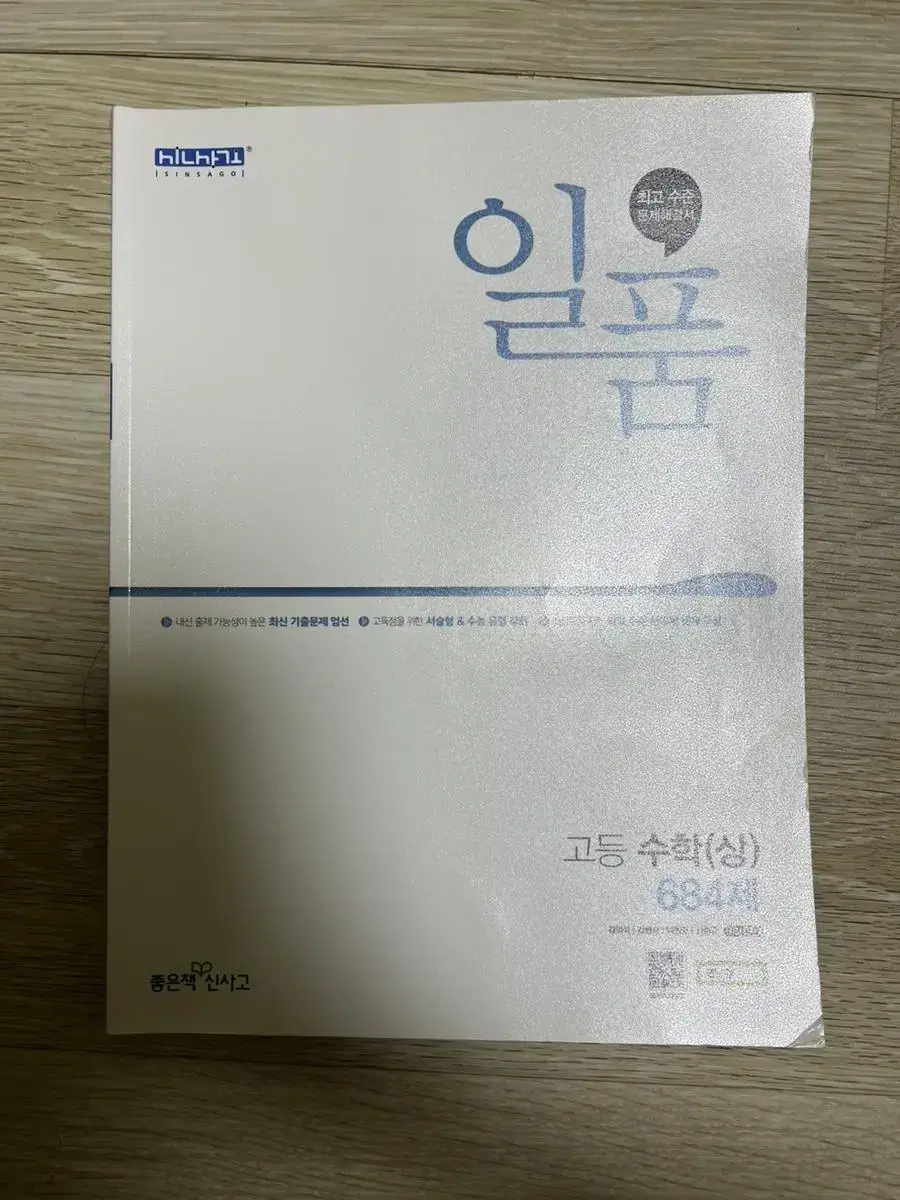 신사고
SINSAGO
최고 수준
문제해결서
일품
내신 출제 가능성이 높은 최신 기출문제 엄선 고득점을 위한 서술형 & 수능 유형 강화
고등 수학(상)
684제
좋은책 신사고